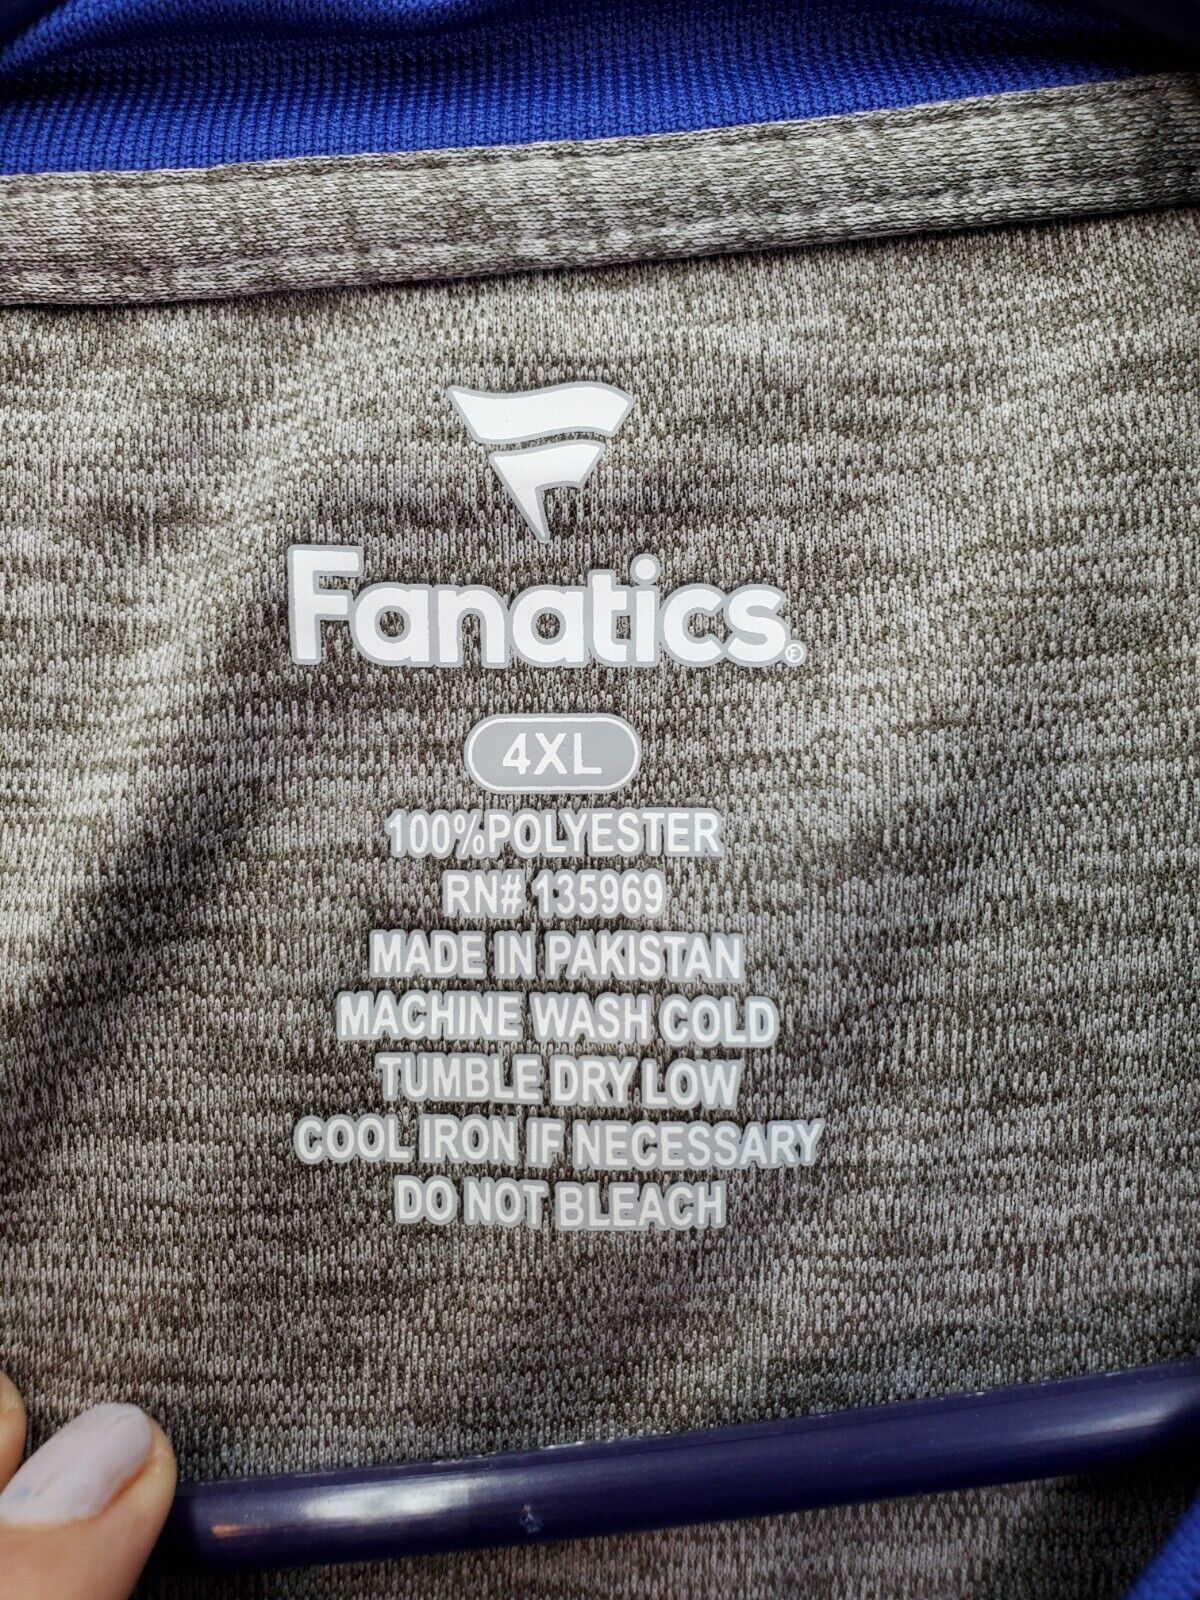 Fanatics
4XL
100%POLYESTER
RN# 135969
MADE IN PAKISTAN
MACHINE WASH COLD
TUMBLE DRY LOW
COOL IRON IF NECESSARY
DO NOT BLEACH